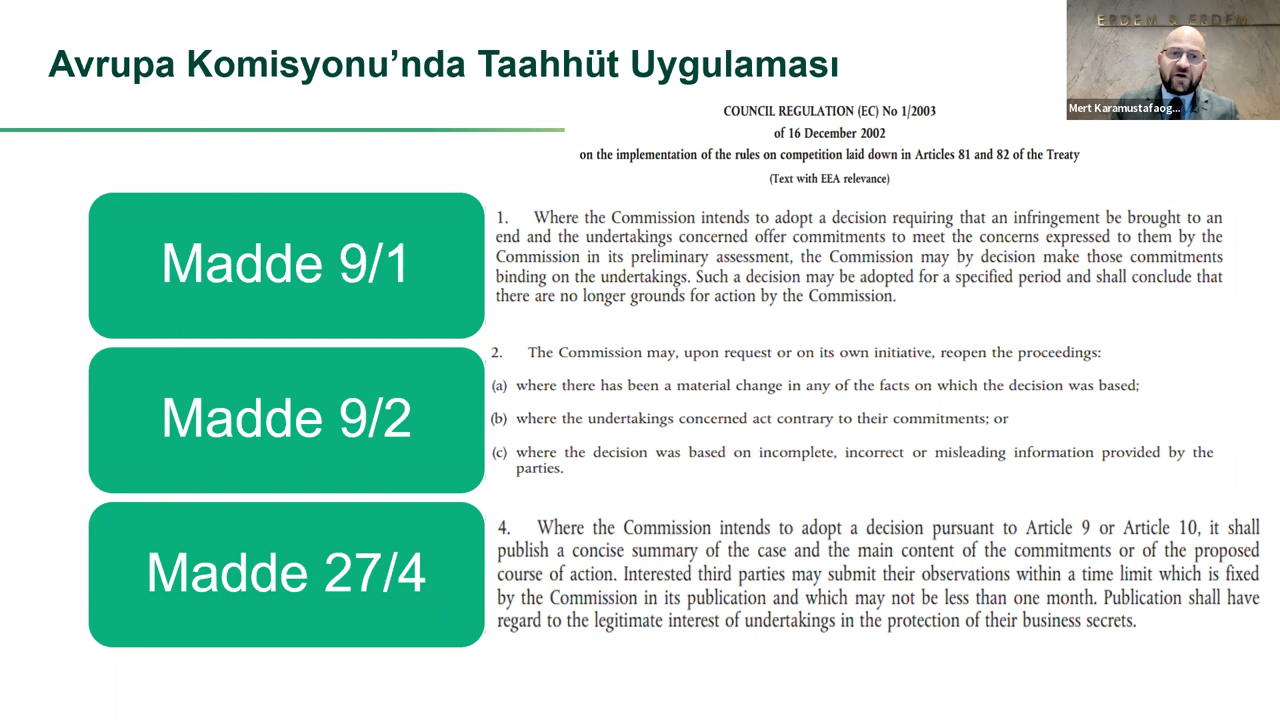 Avrupa Komisyonu’nda Taahhüt Uygulaması
ERDEM & ERDEM
Mert Karamustafaog...
COUNCIL REGULATION (EC) No 1/2003
of 16 December 2002
on the implementation of the rules on competition laid down in Articles 81 and 82 of the Treaty
(Text with EEA relevance)
Madde 9/1
1. Where the Commission intends to adopt a decision requiring that an infringement be brought to an
end and the undertakings concerned offer commitments to meet the concerns expressed to them by the
Commission in its preliminary assessment, the Commission may by decision make those commitments
binding on the undertakings. Such a decision may be adopted for a specified period and shall conclude that
there are no longer grounds for action by the Commission.
Madde 9/2
2. The Commission may, upon request or on its own initiative, reopen the proceedings:
(a) where there has been a material change in any of the facts on which the decision was based;
(b) where the undertakings concerned act contrary to their commitments; or
(c) where the decision was based on incomplete, incorrect or misleading information provided by the
parties.
Madde 27/4
4. Where the Commission intends to adopt a decision pursuant to Article 9 or Article 10, it shall
publish a concise summary of the case and the main content of the commitments or of the proposed
course of action. Interested third parties may submit their observations within a time limit which is fixed
by the Commission in its publication and which may not be less than one month. Publication shall have
regard to the legitimate interest of undertakings in the protection of their business secrets.